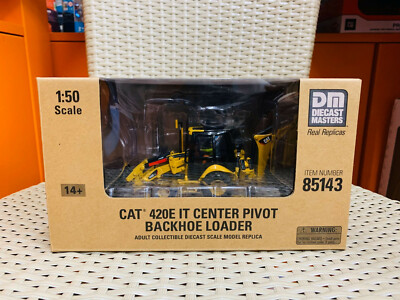 1:50
Scale
DM
DIECAST
MASTERS
Real Replicas
ITEM NUMBER
85143
14+
CAT® 420E IT CENTER PIVOT
BACKHOE LOADER
ADULT COLLECTIBLE DIECAST SCALE MODEL REPLICA
WARNING: